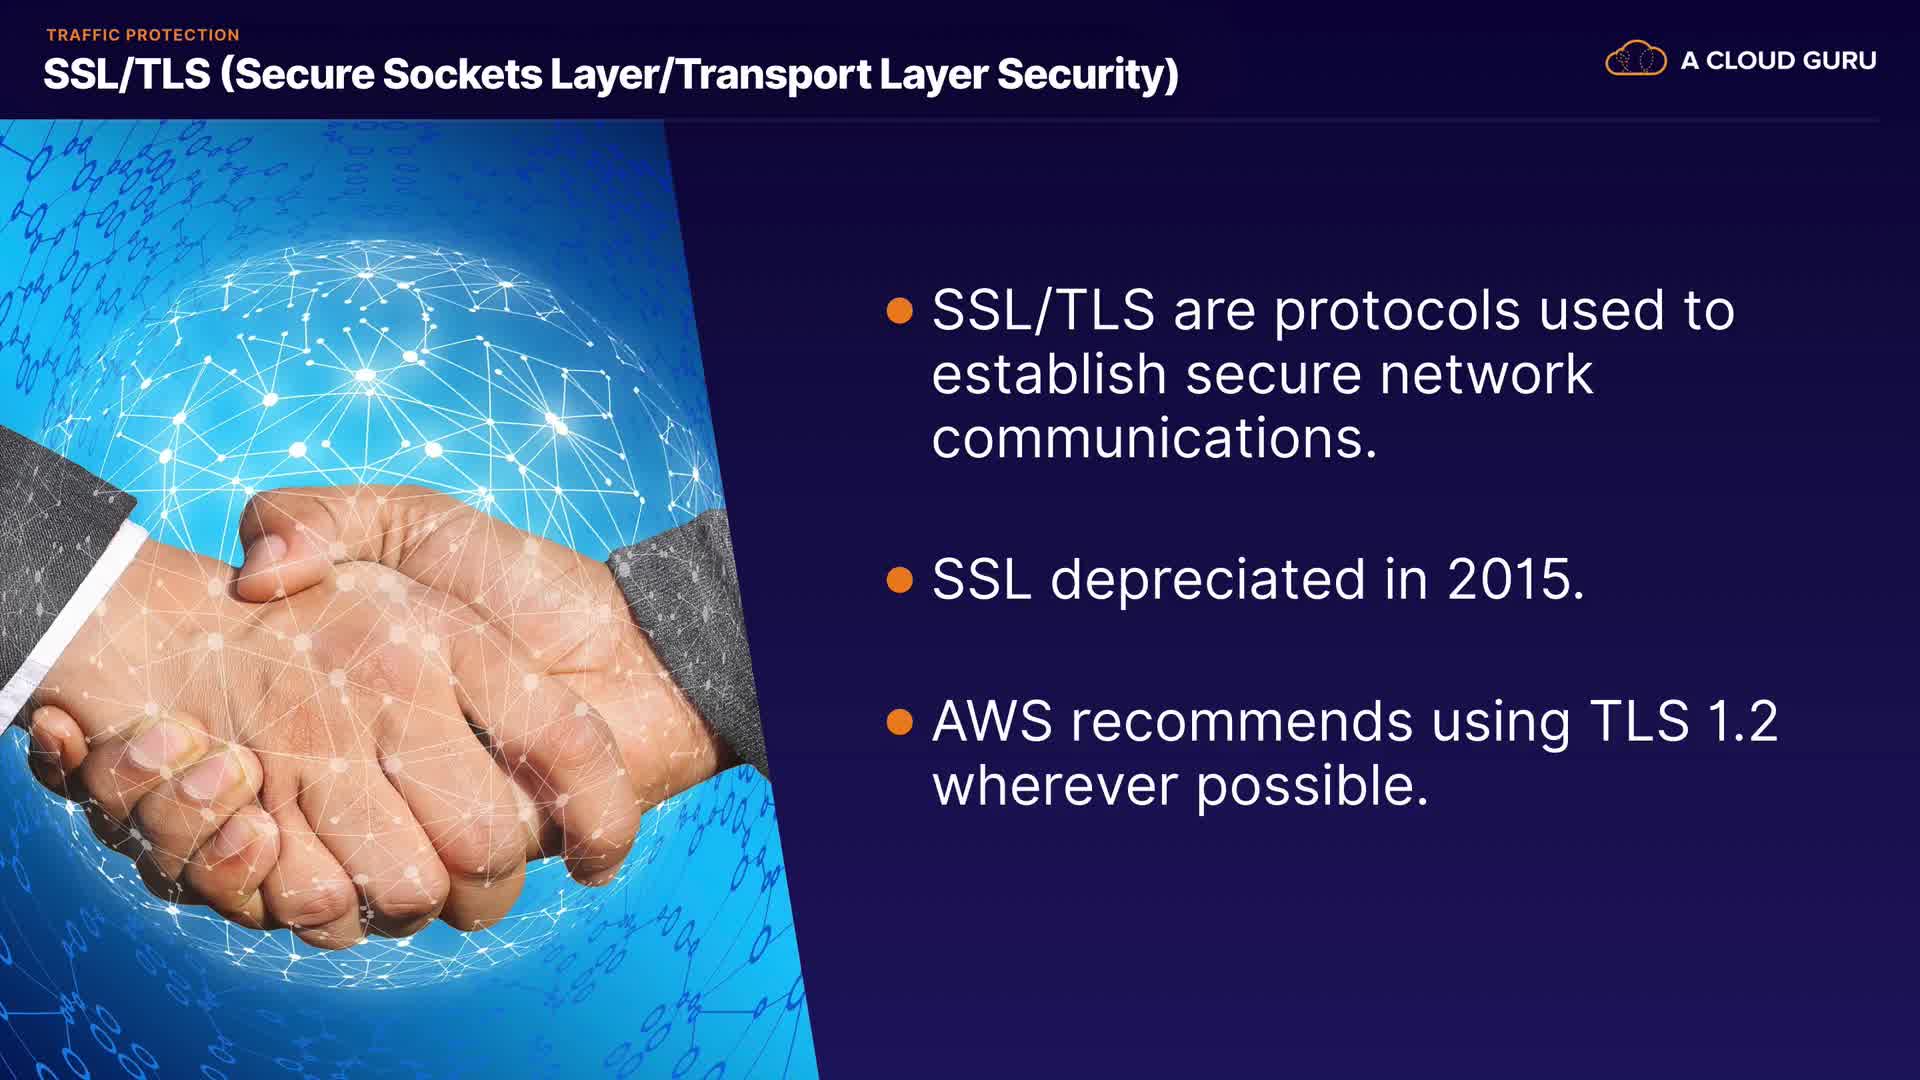 TRAFFIC PROTECTION
SSL/TLS (Secure Sockets Layer/Transport Layer Security)
A CLOUD GURU
SSL/TLS are protocols used to
establish secure network
communications.
SSL depreciated in 2015.
AWS recommends using TLS 1.2
wherever possible.